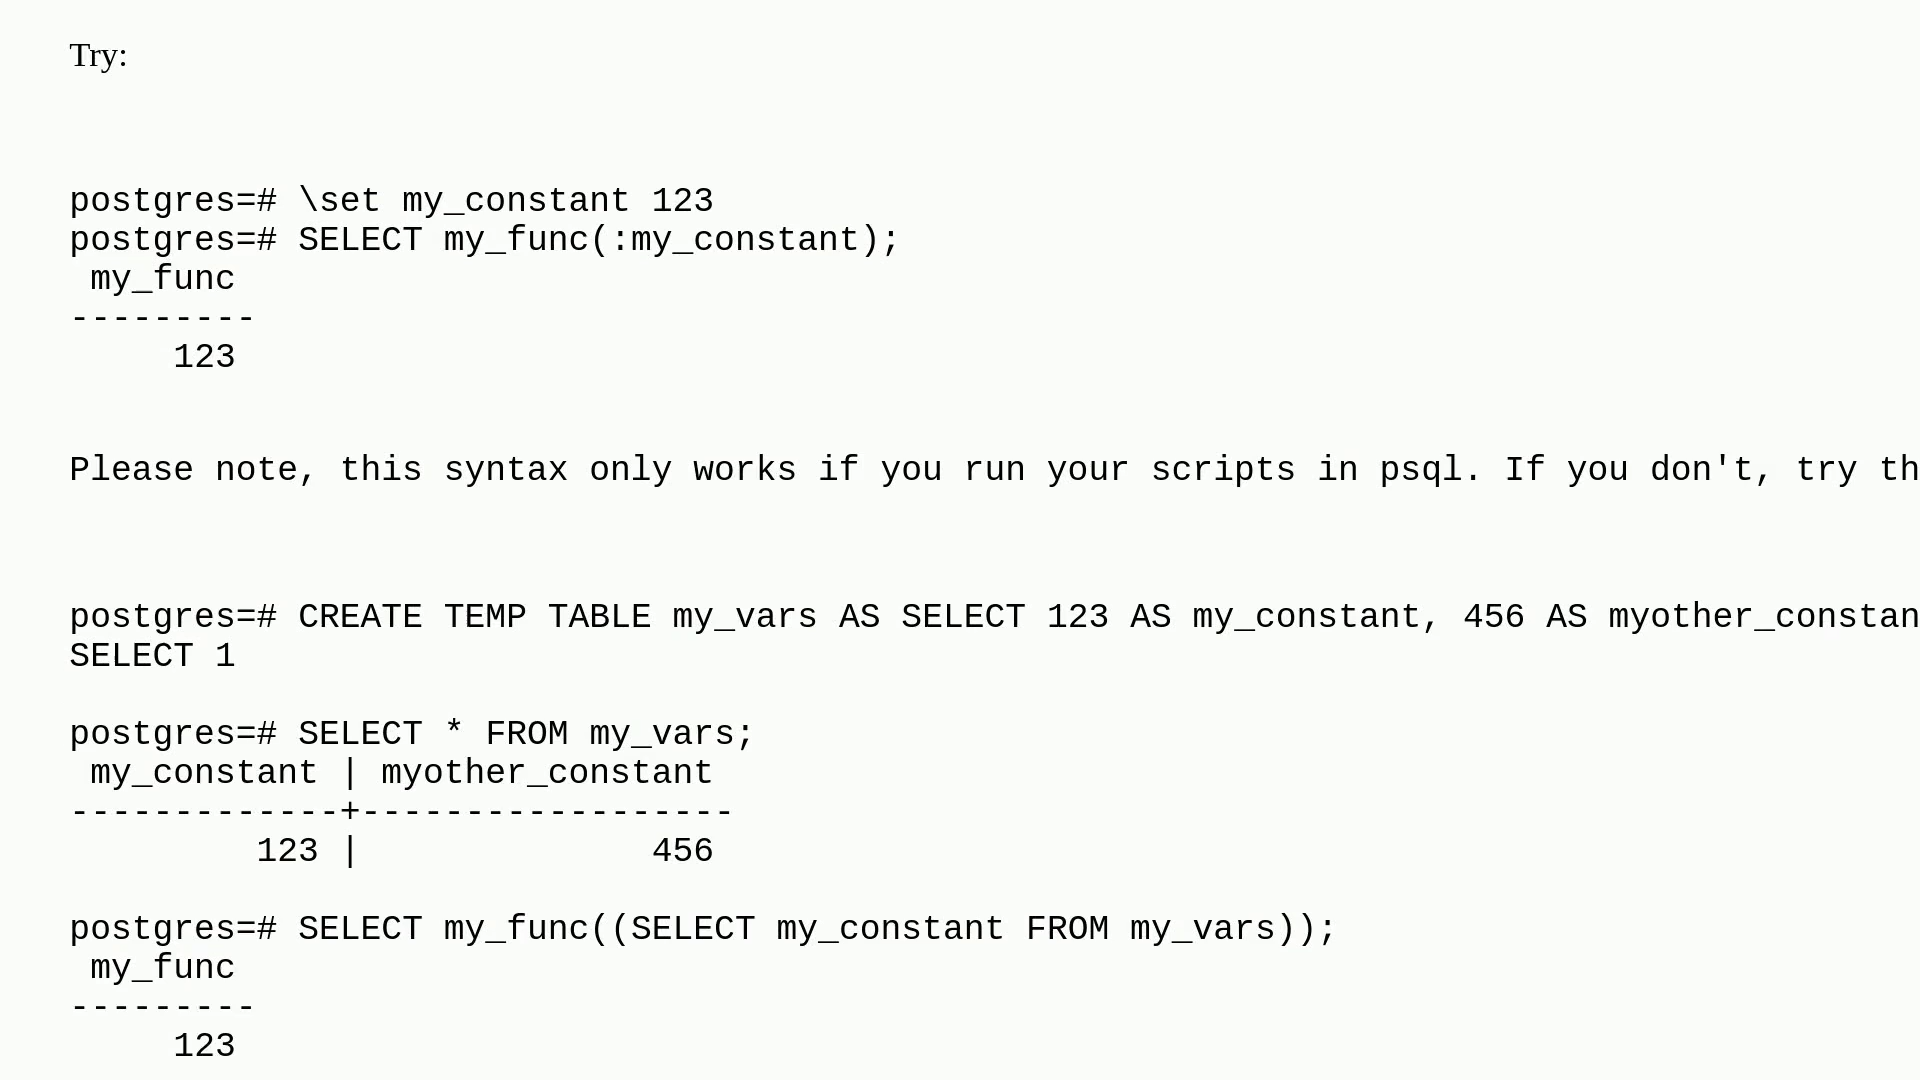 Try:
postgres=# \set my_constant 123
postgres=# SELECT my_func(:my_constant);
 my_func
---------
     123
Please note, this syntax only works if you run your scripts in psql. If you don't, try
postgres=# CREATE TEMP TABLE my_vars AS SELECT 123 AS my_constant, 456 AS myother_constan
SELECT 1
postgres=# SELECT * FROM my_vars;
 my_constant | myother_constant
-------------+------------------
         123 |              456
postgres=# SELECT my_func((SELECT my_constant FROM my_vars));
 my_func
---------
     123